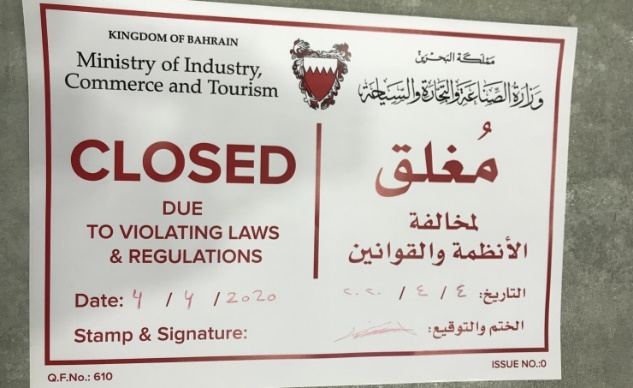 KINGDOM OF BAHRAIN
Ministry of Industry,
Commerce and Tourism
مملكة البحرين
وزارة الصناعة والتجارة والسياحة
CLOSED
DUE
TO VIOLATING LAWS
& REGULATIONS
Date: 4 / 4 / 2020
Stamp & Signature:
مُغلق
لمخالفة
الأنظمة والقوانين
التاريخ: ٤ / ٤ / ٢٠٢٠
الختم والتوقيع:
Q.F.No.: 610
ISSUE NO.:0